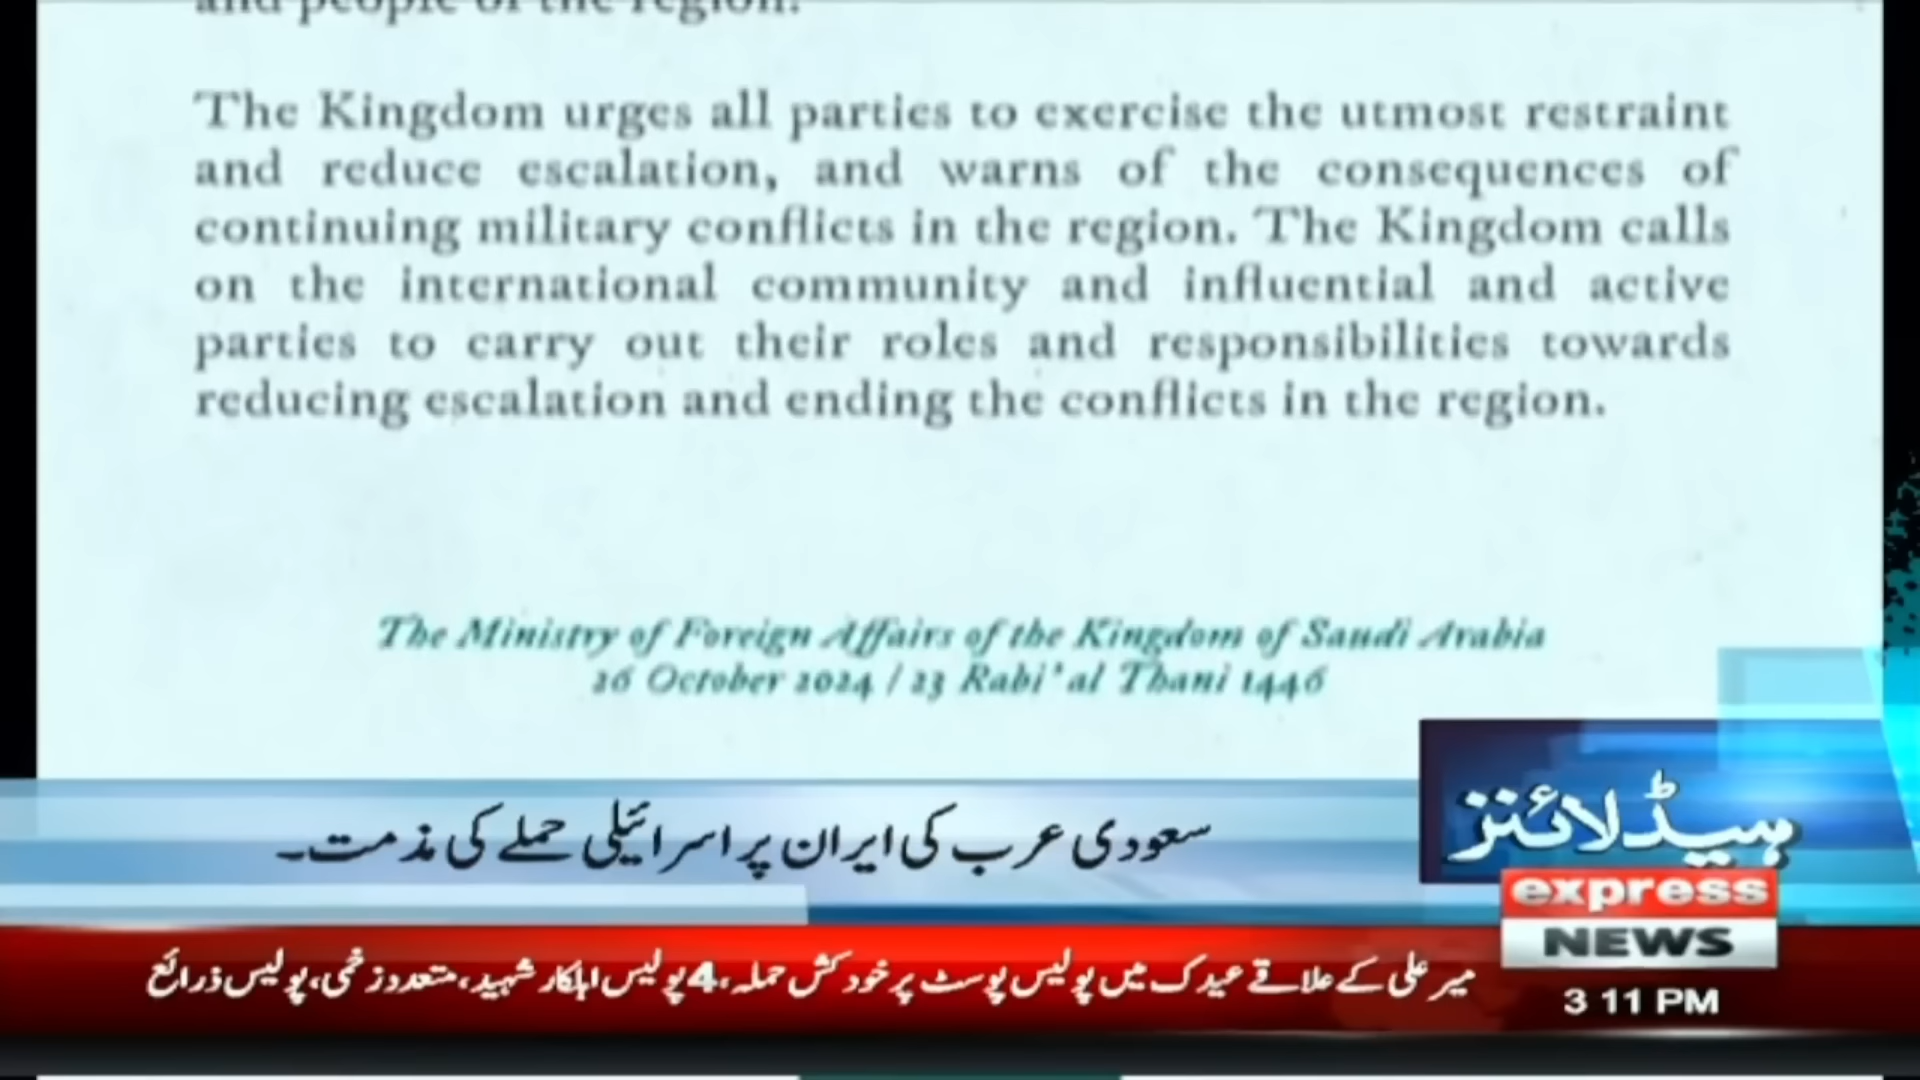 and people of the region.
The Kingdom urges all parties to exercise the utmost restraint
and reduce escalation, and warns of the consequences of
continuing military conflicts in the region. The Kingdom calls
on the international community and influential and active
parties to carry out their roles and responsibilities towards
reducing escalation and ending the conflicts in the region.
The Ministry of Foreign Affairs of the Kingdom of Saudi Arabia
26 October 2024 / 23 Rabi' al Thani 1446
سعودی عرب کی ایران پر اسرائیلی حملے کی مذمت۔
ہیڈلائنز
express
NEWS
میر علی کے علاقے عیدک میں پولیس پوسٹ پر خودکش حملہ، 4 پولیس اہلکار شہید، متعدد زخمی، پولیس ذرائع
3 11 PM